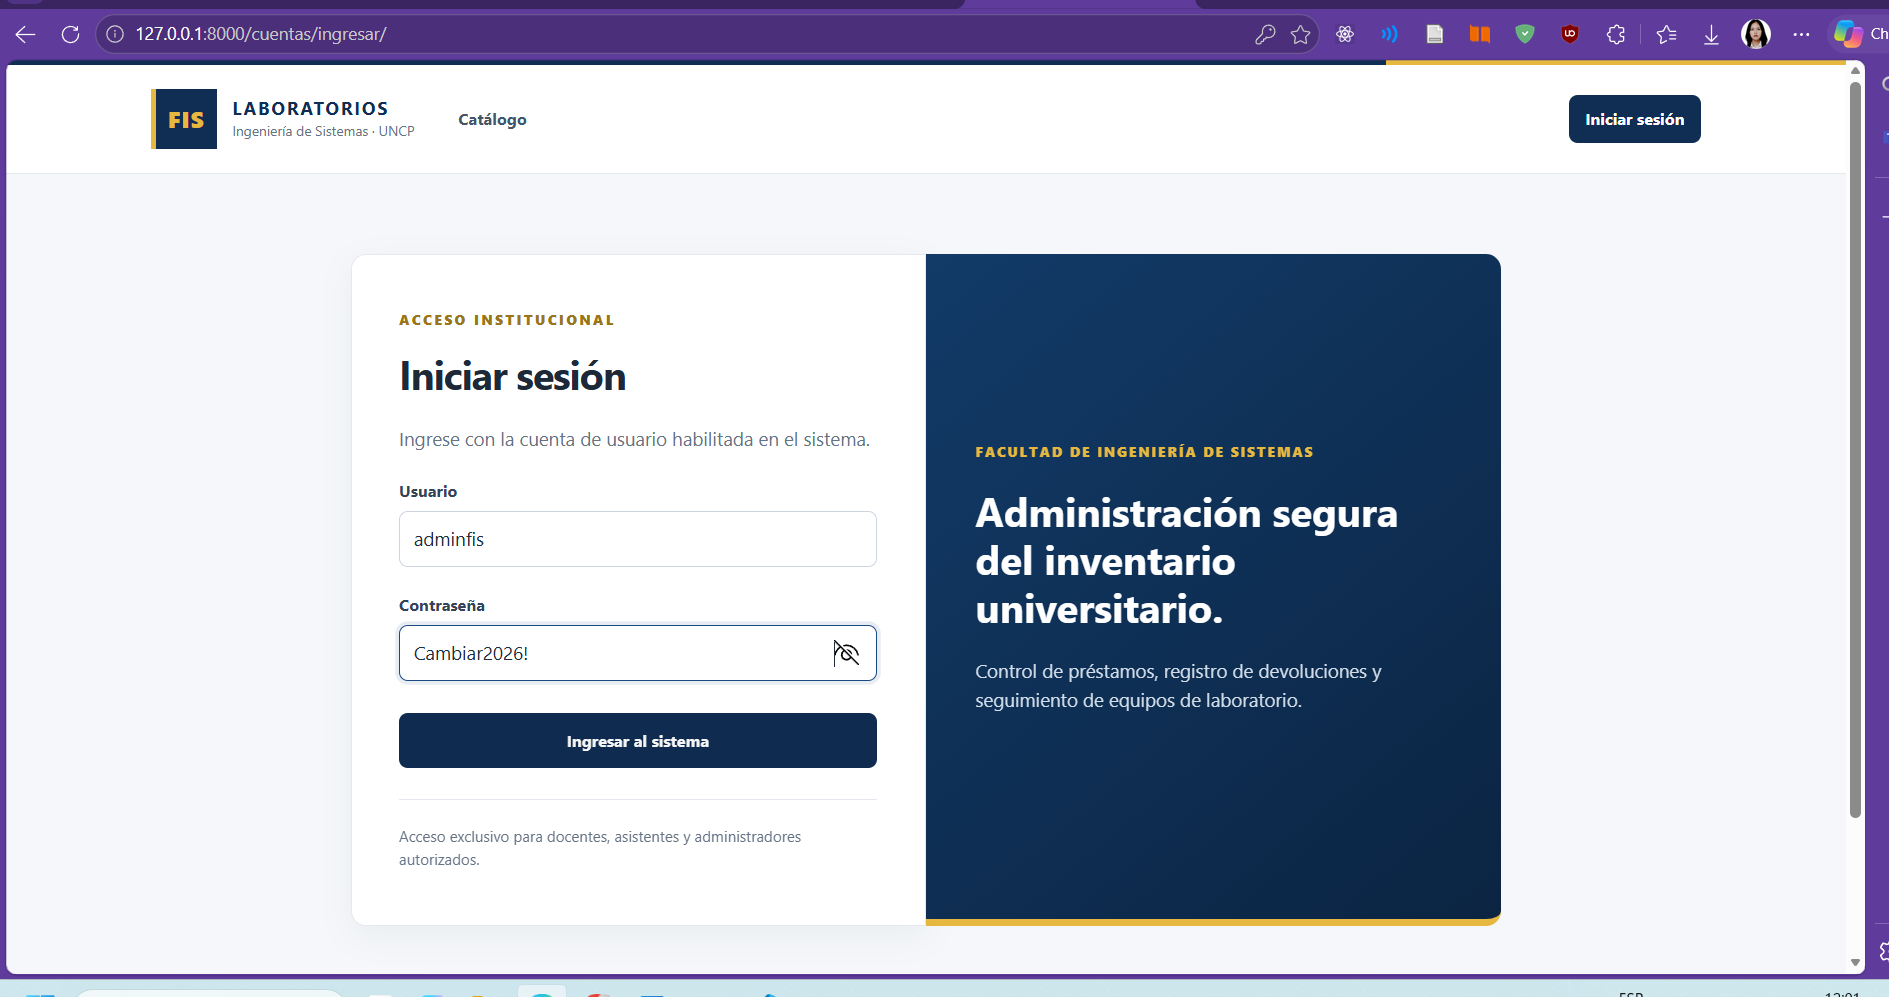 127.0.0.1:8000/cuentas/ingresar/
FIS
LABORATORIOS
Ingeniería de Sistemas · UNCP
Catálogo
Iniciar sesión
ACCESO INSTITUCIONAL
Iniciar sesión
Ingrese con la cuenta de usuario habilitada en el sistema.
Usuario
adminfis
Contraseña
Cambiar2026!
Ingresar al sistema
Acceso exclusivo para docentes, asistentes y administradores
autorizados.
FACULTAD DE INGENIERÍA DE SISTEMAS
Administración segura
del inventario
universitario.
Control de préstamos, registro de devoluciones y
seguimiento de equipos de laboratorio.